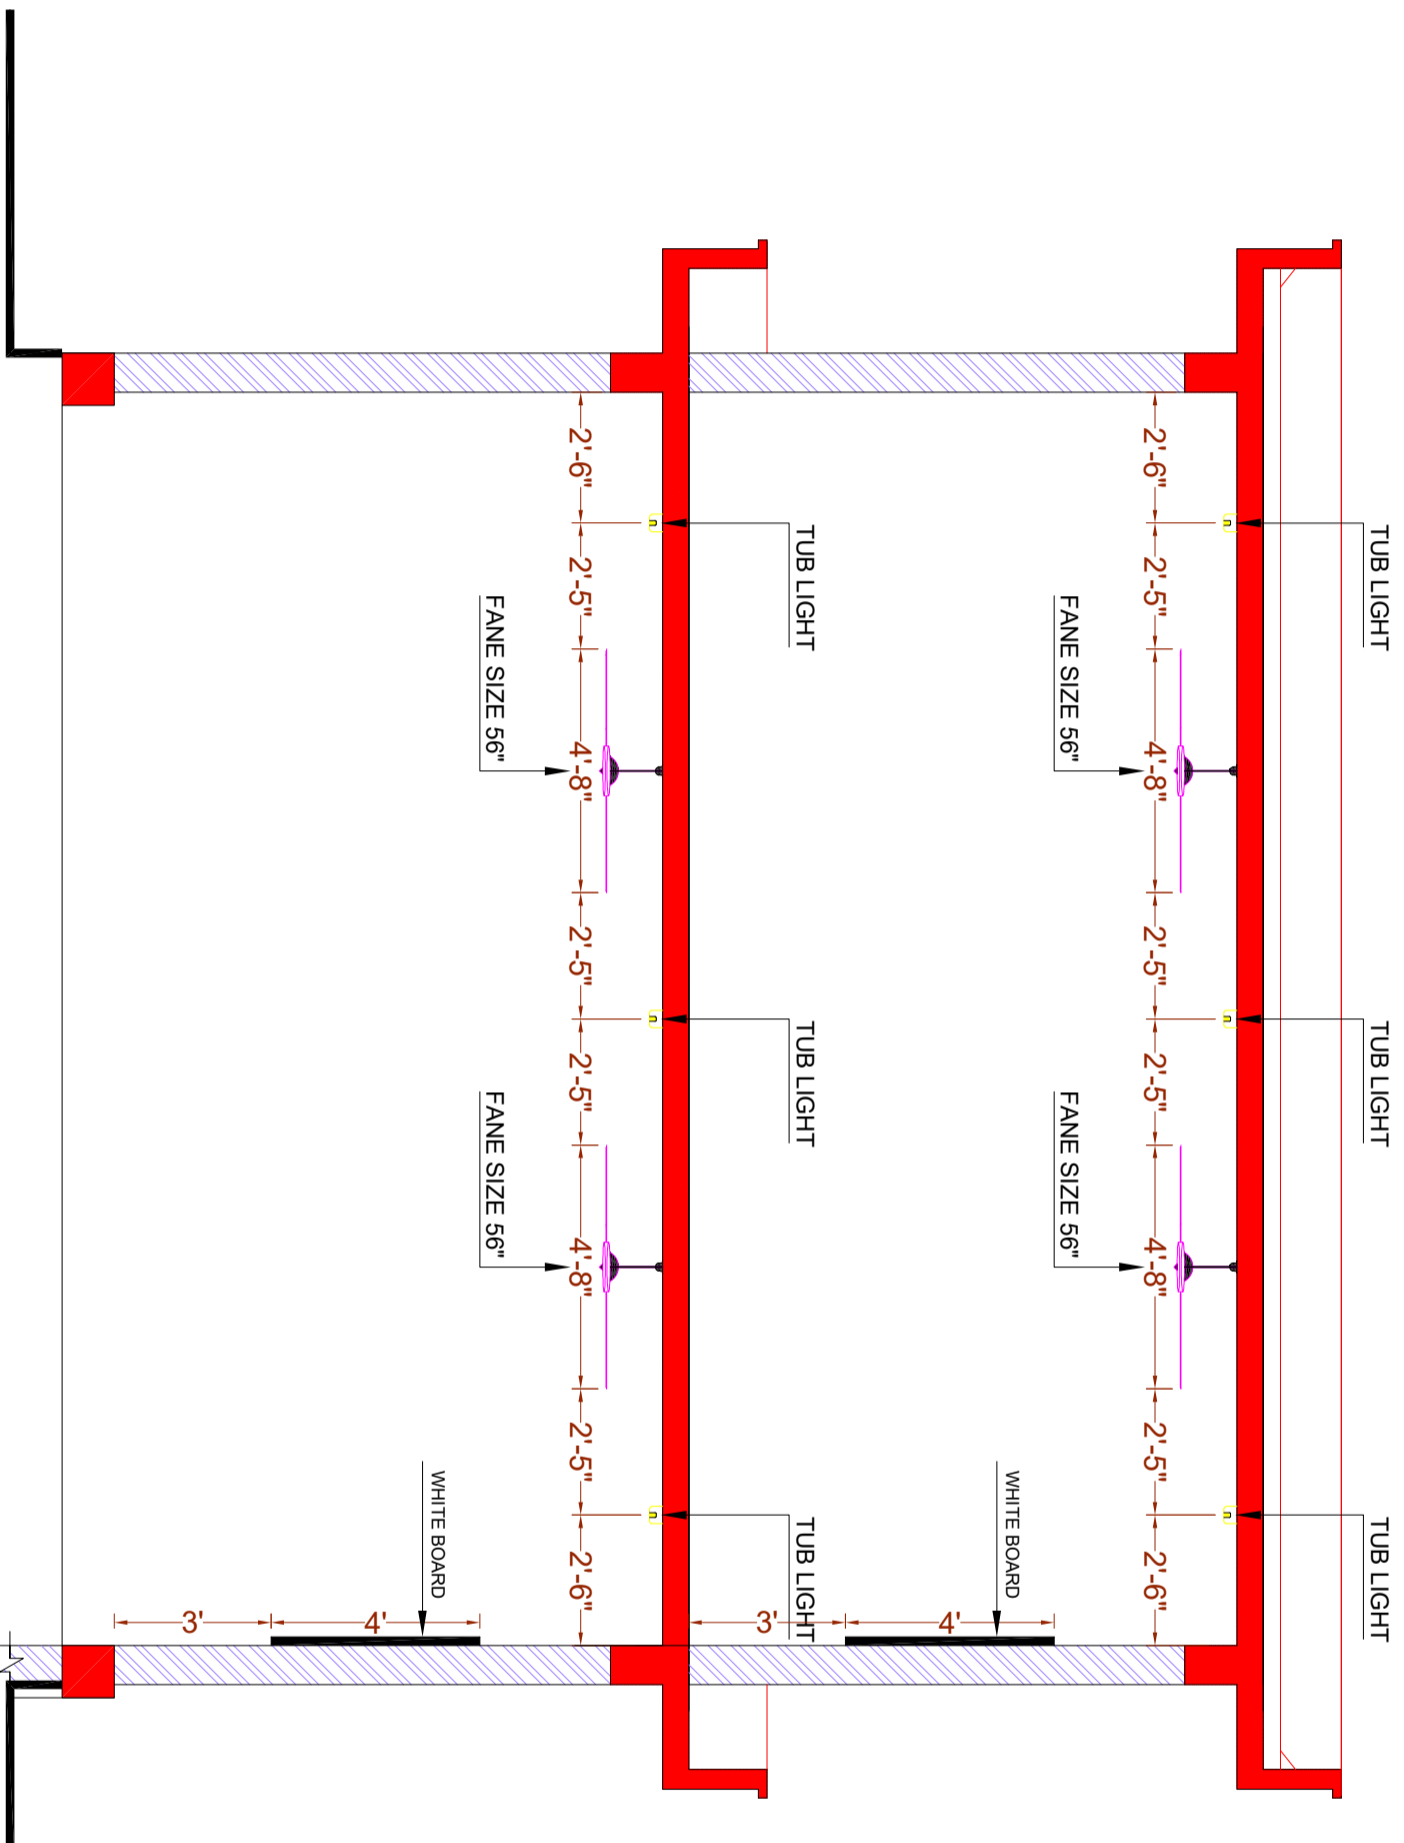 TUB LIGHT
TUB LIGHT
TUB LIGHT
2'-6" 2'-5" 4'-8" 2'-5" 2'-5" 4'-8" 2'-5" 2'-6"
FANE SIZE 56"
FANE SIZE 56"
WHITE BOARD
4'
3'
TUB LIGHT
TUB LIGHT
TUB LIGHT
2'-6" 2'-5" 4'-8" 2'-5" 2'-5" 4'-8" 2'-5" 2'-6"
FANE SIZE 56"
FANE SIZE 56"
WHITE BOARD
4'
3'